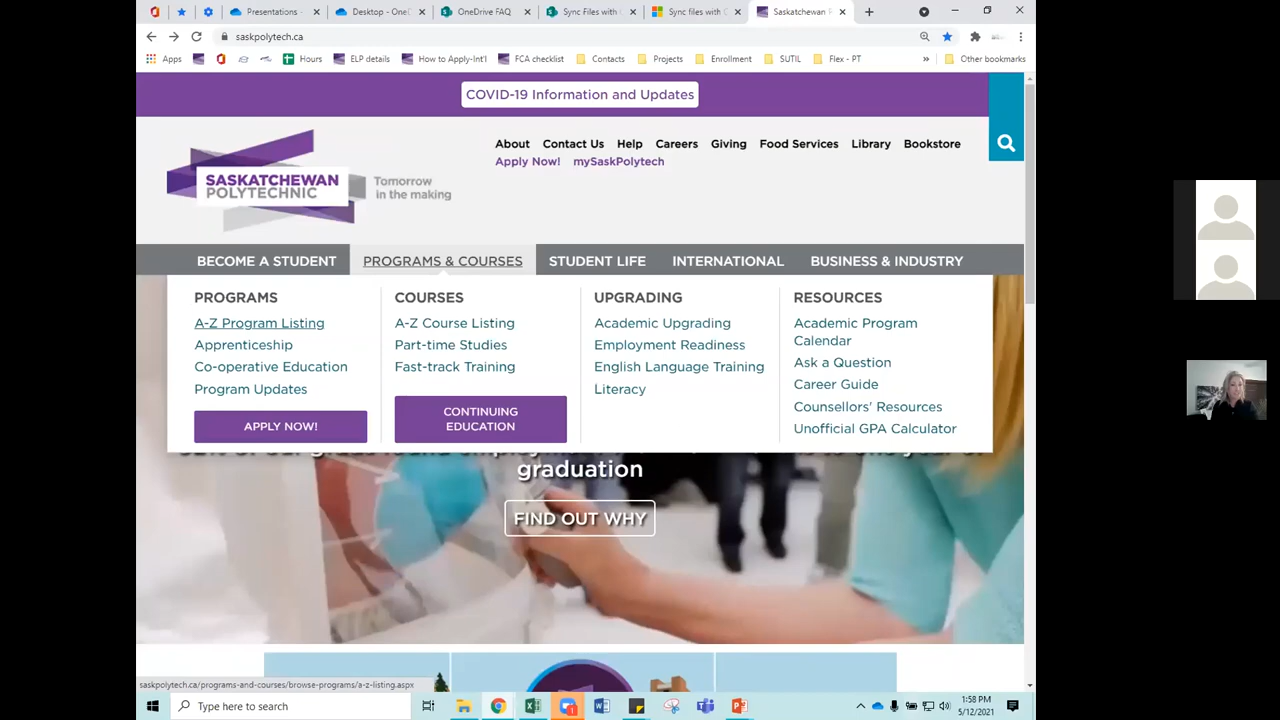 Presentations -
Desktop - OneD
OneDrive FAQ
Sync Files with O
Sync files with O
Saskatchewan P
saskpolytech.ca
Apps
Hours
ELP details
How to Apply-Int'l
FCA checklist
Contacts
Projects
Enrollment
SUTIL
Flex - PT
Other bookmarks
COVID-19 Information and Updates
SASKATCHEWAN
POLYTECHNIC
Tomorrow
in the making
About Contact Us Help Careers Giving Food Services Library Bookstore
Apply Now! mySaskPolytech
BECOME A STUDENT PROGRAMS & COURSES STUDENT LIFE INTERNATIONAL BUSINESS & INDUSTRY
PROGRAMS
A-Z Program Listing
Apprenticeship
Co-operative Education
Program Updates
APPLY NOW!
COURSES
A-Z Course Listing
Part-time Studies
Fast-track Training
CONTINUING
EDUCATION
UPGRADING
Academic Upgrading
Employment Readiness
English Language Training
Literacy
RESOURCES
Academic Program
Calendar
Ask a Question
Career Guide
Counsellors' Resources
Unofficial GPA Calculator
graduation
FIND OUT WHY
saskpolytech.ca/programs-and-courses/browse-programs/a-z-listing.aspx
Type here to search
1:58 PM
5/12/2021